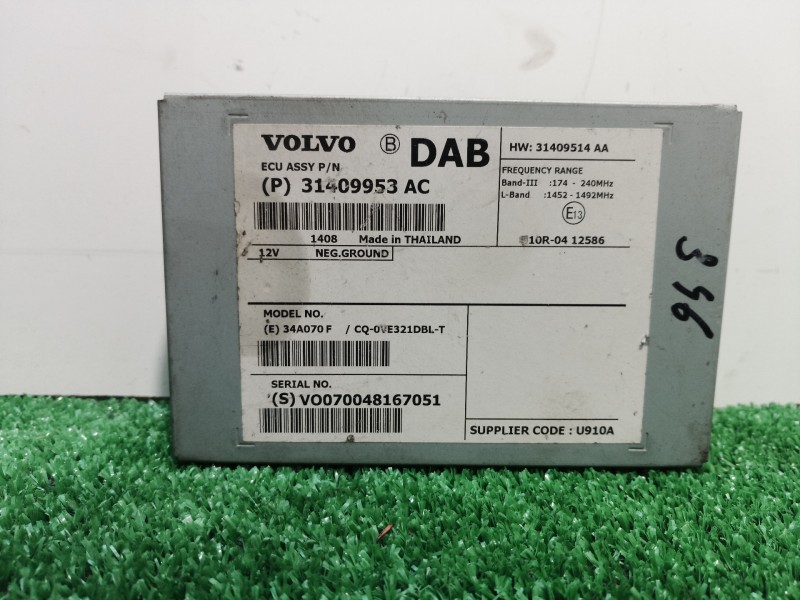 VOLVO Ⓑ DAB
ECU ASSY P/N
(P) 31409953 AC
1408 Made in THAILAND
12V NEG.GROUND
HW: 31409514 AA
FREQUENCY RANGE
Band-III :174 - 240MHz
L-Band :1452 - 1492MHz
E13
10R-04 12586
MODEL NO.
(E) 34A070 F / CQ-0VE321DBL-T
SERIAL NO.
(S) VO070048167051
SUPPLIER CODE : U910A